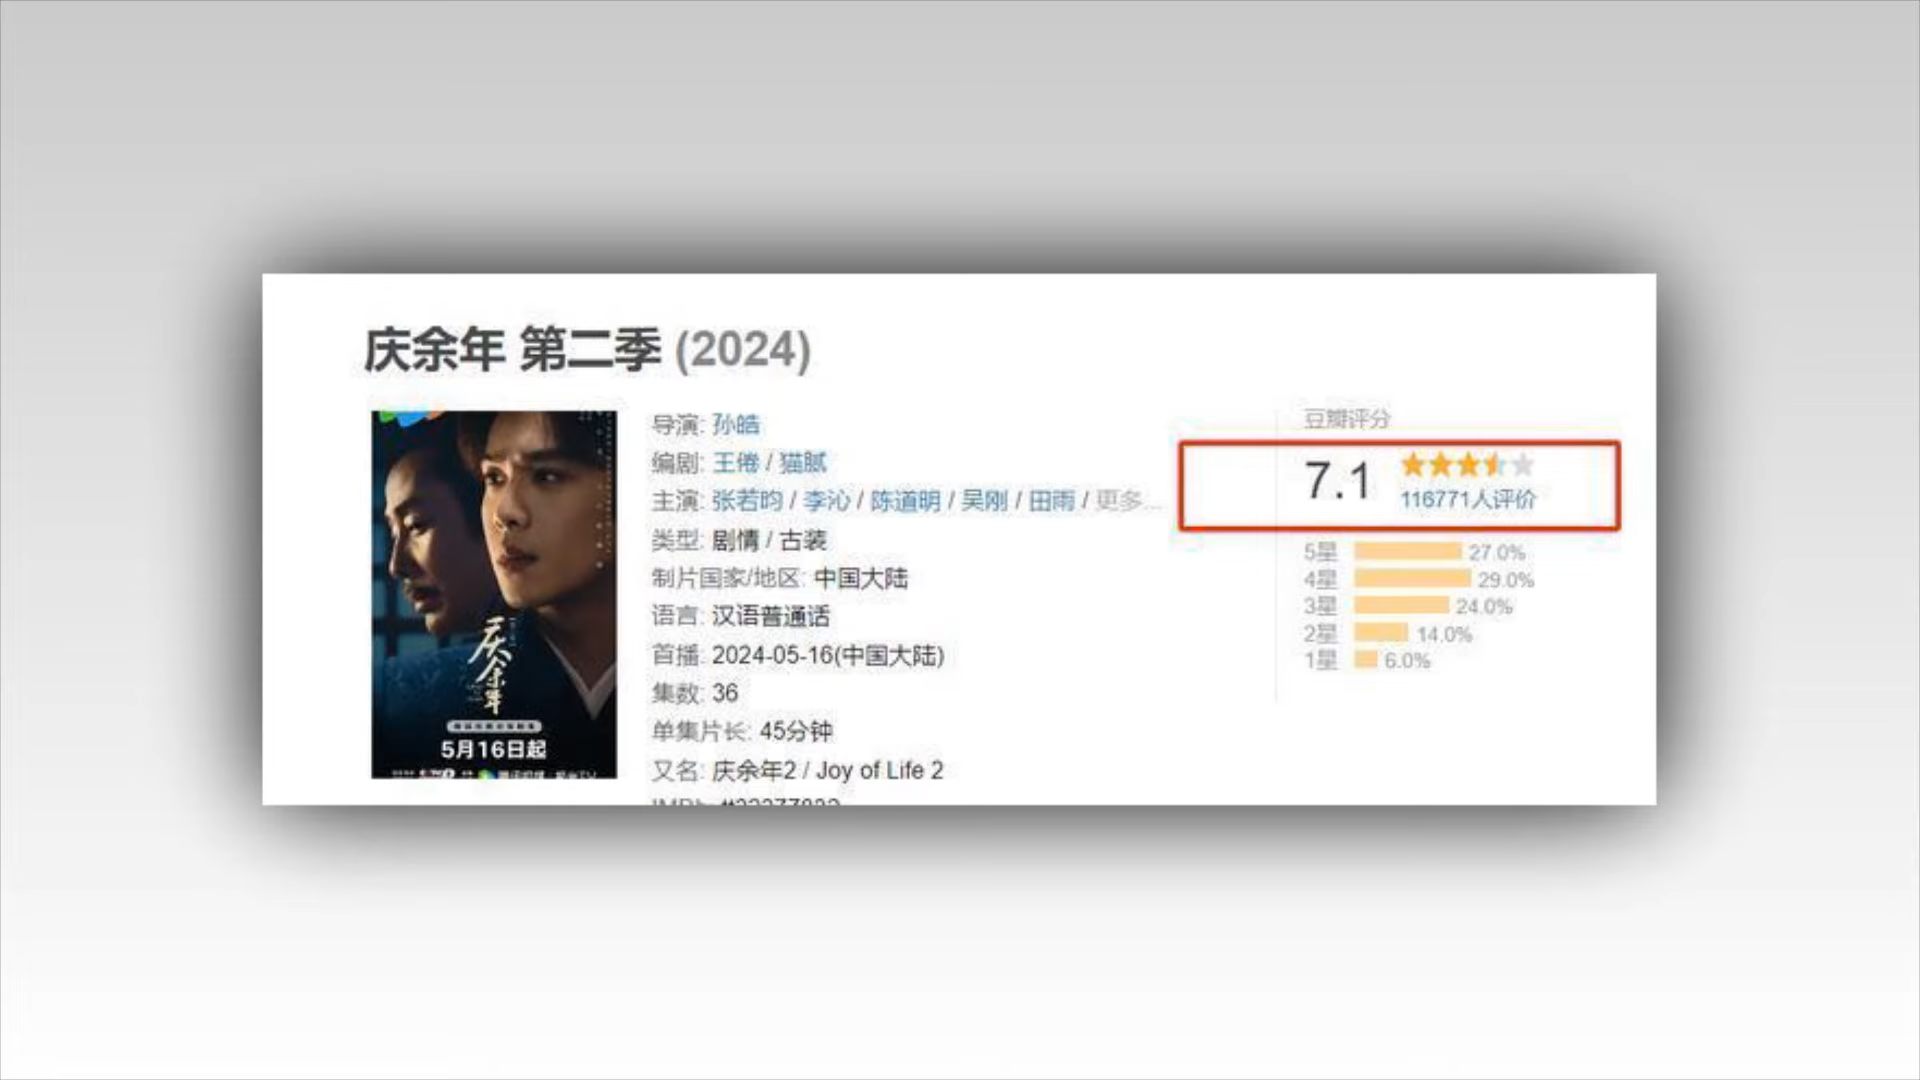 庆余年 第二季 (2024)
导演: 孙皓
编剧: 王倦 / 猫腻
主演: 张若昀 / 李沁 / 陈道明 / 吴刚 / 田雨 / 更多...
类型: 剧情 / 古装
制片国家/地区: 中国大陆
语言: 汉语普通话
首播: 2024-05-16(中国大陆)
集数: 36
单集片长: 45分钟
又名: 庆余年2 / Joy of Life 2
豆瓣评分
7.1
116771人评价
5星 27.0%
4星 29.0%
3星 24.0%
2星 14.0%
1星 6.0%
庆余年
5月16日起